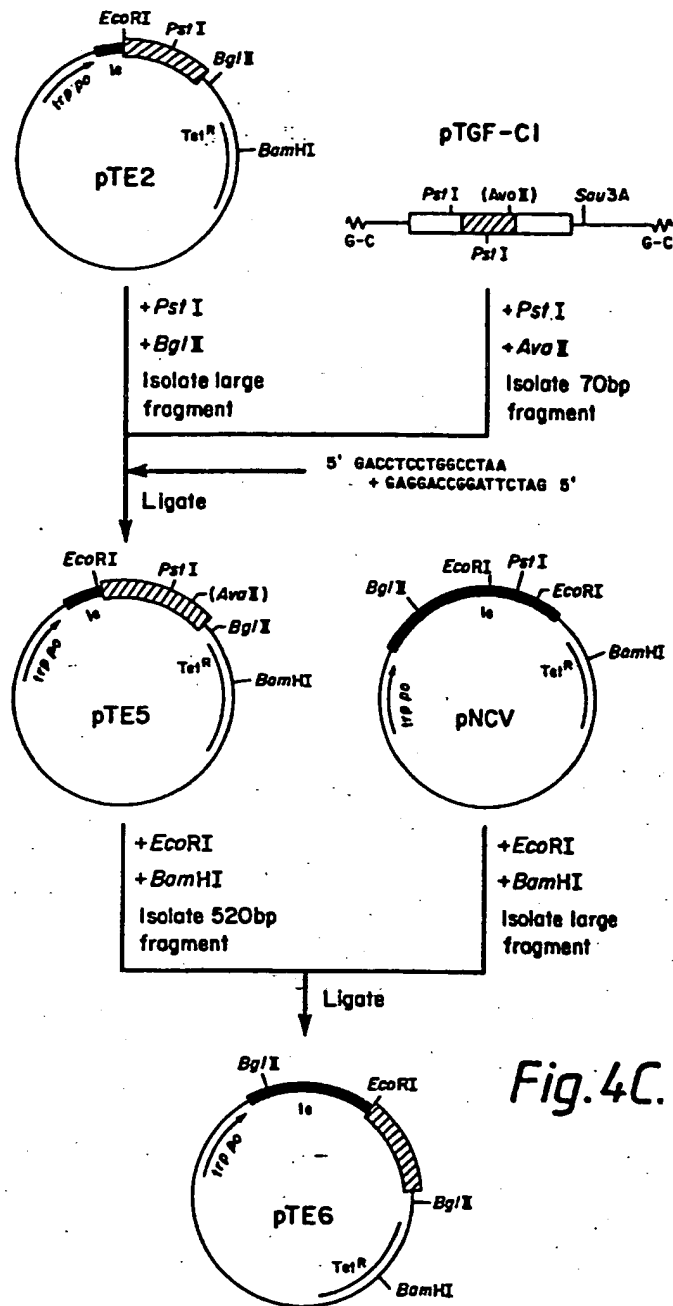 EcoRI
PstI
BglII
le
trp po
TetR
BamHI
pTE2
pTGF-C1
PstI
(AvaII)
Sau3A
G-C
G-C
PstI
+PstI
+BglII
Isolate large
fragment
+PstI
+AvaII
Isolate 70bp
fragment
5' GACCTCCTGGCCTAA
+ GAGGACCGGATTCTAG 5'
Ligate
EcoRI
PstI
(AvaII)
BglII
le
trp po
TetR
BamHI
pTE5
BglII
EcoRI
PstI
EcoRI
le
trp po
TetR
BamHI
pNCV
+EcoRI
+BamHI
Isolate 520bp
fragment
+EcoRI
+BamHI
Isolate large
fragment
Ligate
BglII
EcoRI
le
trp po
pTE6
BglII
TetR
BamHI
Fig.4C.